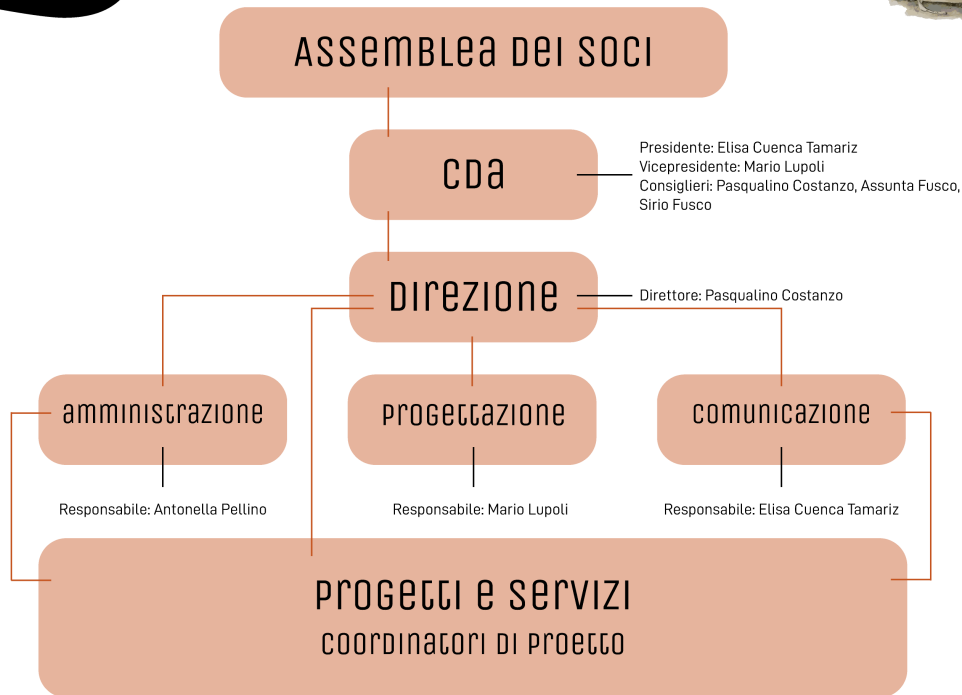 ASSEMBLEA DEI SOCI
CDA
Presidente: Elisa Cuenca Tamariz
Vicepresidente: Mario Lupoli
Consiglieri: Pasqualino Costanzo, Assunta Fusco,
Sirio Fusco
DIREZIONE
Direttore: Pasqualino Costanzo
AMMINISTRAZIONE
PROGETTAZIONE
COMUNICAZIONE
Responsabile: Antonella Pellino
Responsabile: Mario Lupoli
Responsabile: Elisa Cuenca Tamariz
PROGETTI E SERVIZI
COORDINATORI DI PROETTO